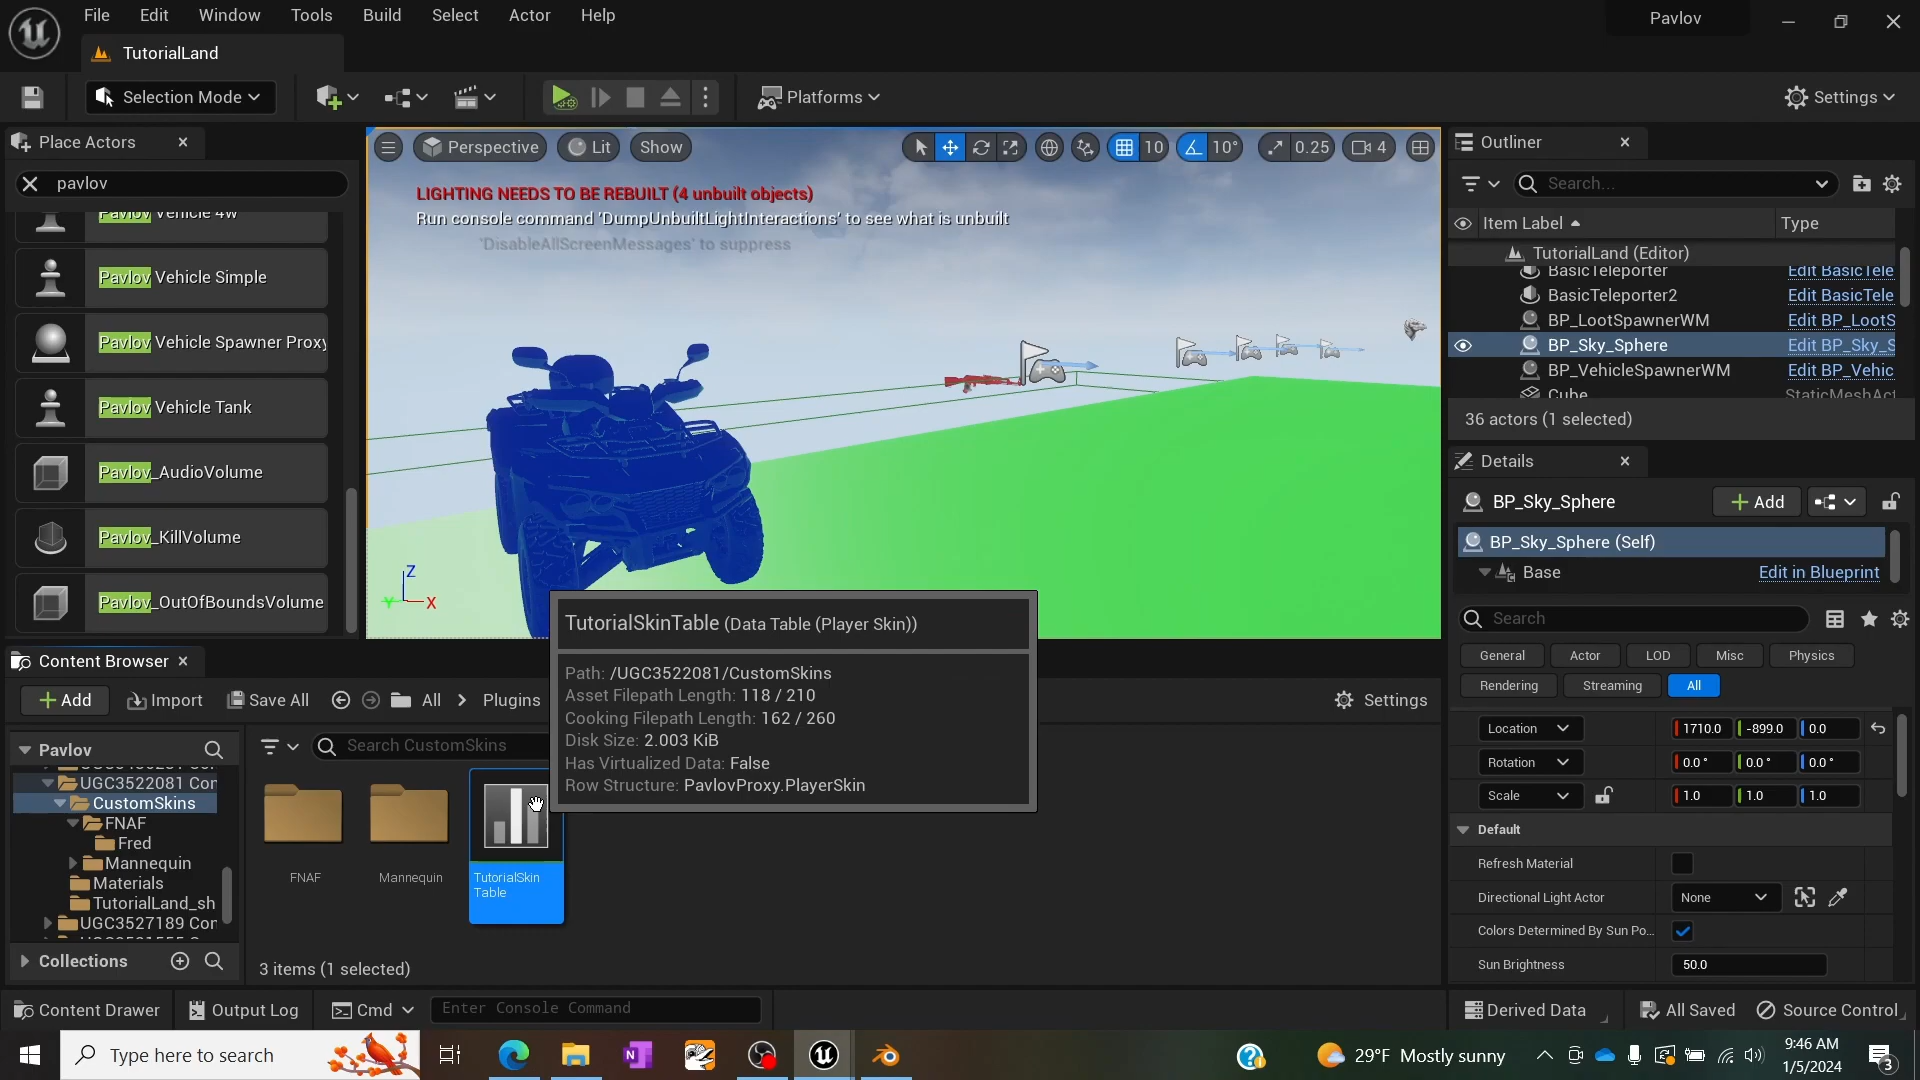 File Edit Window Tools Build Select Actor Help
Pavlov
TutorialLand
Selection Mode
Platforms
Settings
Place Actors
pavlov
Pavlov Vehicle 4w
Pavlov Vehicle Simple
Pavlov Vehicle Spawner Proxy
Pavlov Vehicle Tank
Pavlov_AudioVolume
Pavlov_KillVolume
Pavlov_OutOfBoundsVolume
Perspective Lit Show
10 10° 0.25 4
LIGHTING NEEDS TO BE REBUILT (4 unbuilt objects)
Run console command 'DumpUnbuiltLightInteractions' to see what is unbuilt
'DisableAllScreenMessages' to suppress
Z
Y X
TutorialSkinTable (Data Table (Player Skin))
Path: /UGC3522081/CustomSkins
Asset Filepath Length: 118 / 210
Cooking Filepath Length: 162 / 260
Disk Size: 2.003 KiB
Has Virtualized Data: False
Row Structure: PavlovProxy.PlayerSkin
Outliner
Search...
Item Label Type
TutorialLand (Editor)
BasicTeleporter Edit BasicTele
BasicTeleporter2 Edit BasicTele
BP_LootSpawnerWM Edit BP_LootS
BP_Sky_Sphere Edit BP_Sky_S
BP_VehicleSpawnerWM Edit BP_Vehic
Cube StaticMeshAct
36 actors (1 selected)
Details
BP_Sky_Sphere Add
BP_Sky_Sphere (Self)
Base Edit in Blueprint
Search
General Actor LOD Misc Physics
Rendering Streaming All
Location 1710.0 -899.0 0.0
Rotation 0.0° 0.0° 0.0°
Scale 1.0 1.0 1.0
Default
Refresh Material
Directional Light Actor None
Colors Determined By Sun Po...
Sun Brightness 50.0
Content Browser
Add Import Save All All Plugins
Settings
Pavlov
Search CustomSkins
UGC3522081 Con
CustomSkins
FNAF
Fred
Mannequin
Materials
TutorialLand_sh
UGC3527189 Con
Collections
FNAF
Mannequin
TutorialSkin
Table
3 items (1 selected)
Content Drawer Output Log Cmd Enter Console Command
Derived Data All Saved Source Control
Type here to search
29°F Mostly sunny
9:46 AM
1/5/2024
3